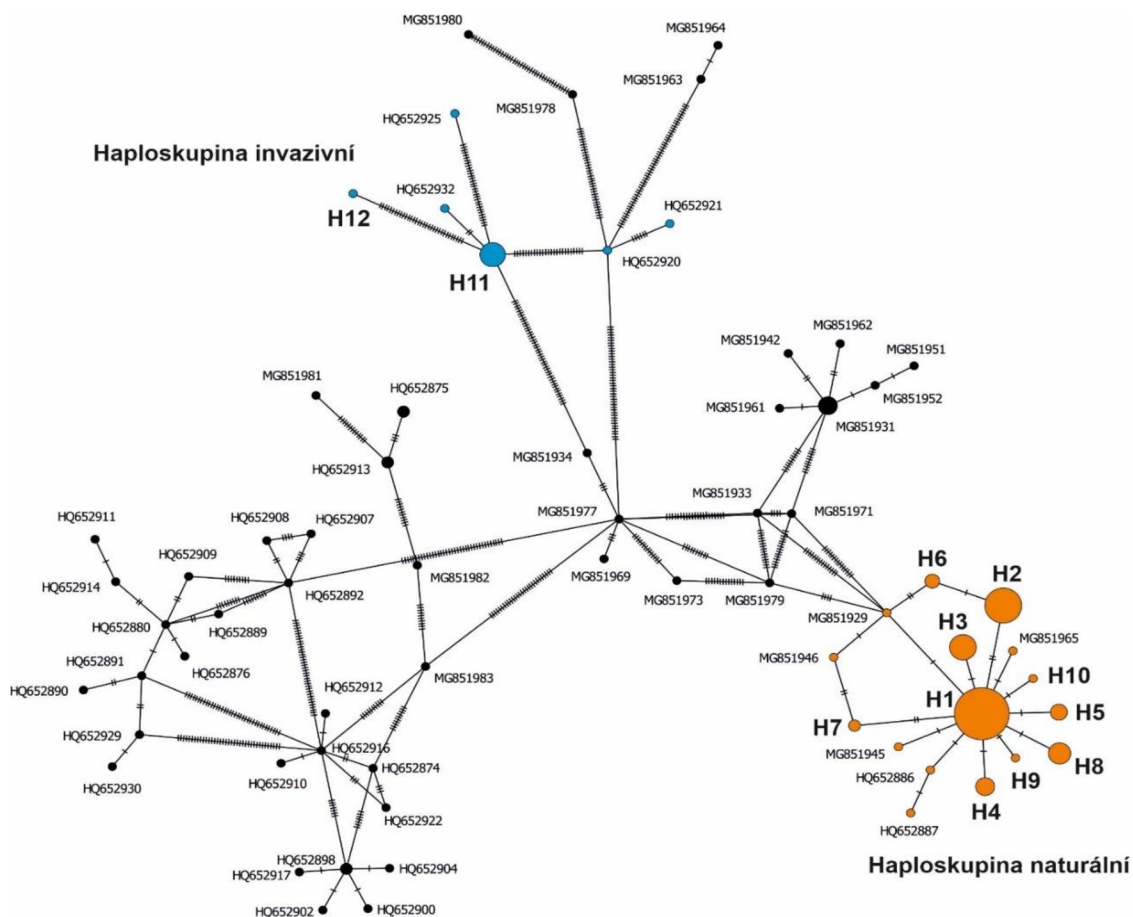 MG851980
MG851964
MG851963
MG851978
HQ652925
Haploskupina invazivní
HQ652932
HQ652921
H12
HQ652920
H11
MG851962
MG851942
MG851951
MG851981
HQ652875
MG851952
MG851961
MG851931
MG851934
HQ652913
MG851933
MG851971
HQ652911
HQ652908
HQ652907
MG851977
HQ652909
H6
H2
MG851969
MG851982
HQ652914
MG851973
MG851979
HQ652892
MG851929
H3
HQ652880
HQ652889
MG851965
MG851946
HQ652891
H10
HQ652876
MG851983
HQ652890
HQ652912
H1
H5
H7
HQ652929
HQ652916
MG851945
H8
HQ652910
HQ652874
HQ652886
H9
HQ652930
H4
HQ652922
HQ652887
HQ652898
HQ652904
Haploskupina naturální
HQ652917
HQ652902
HQ652900